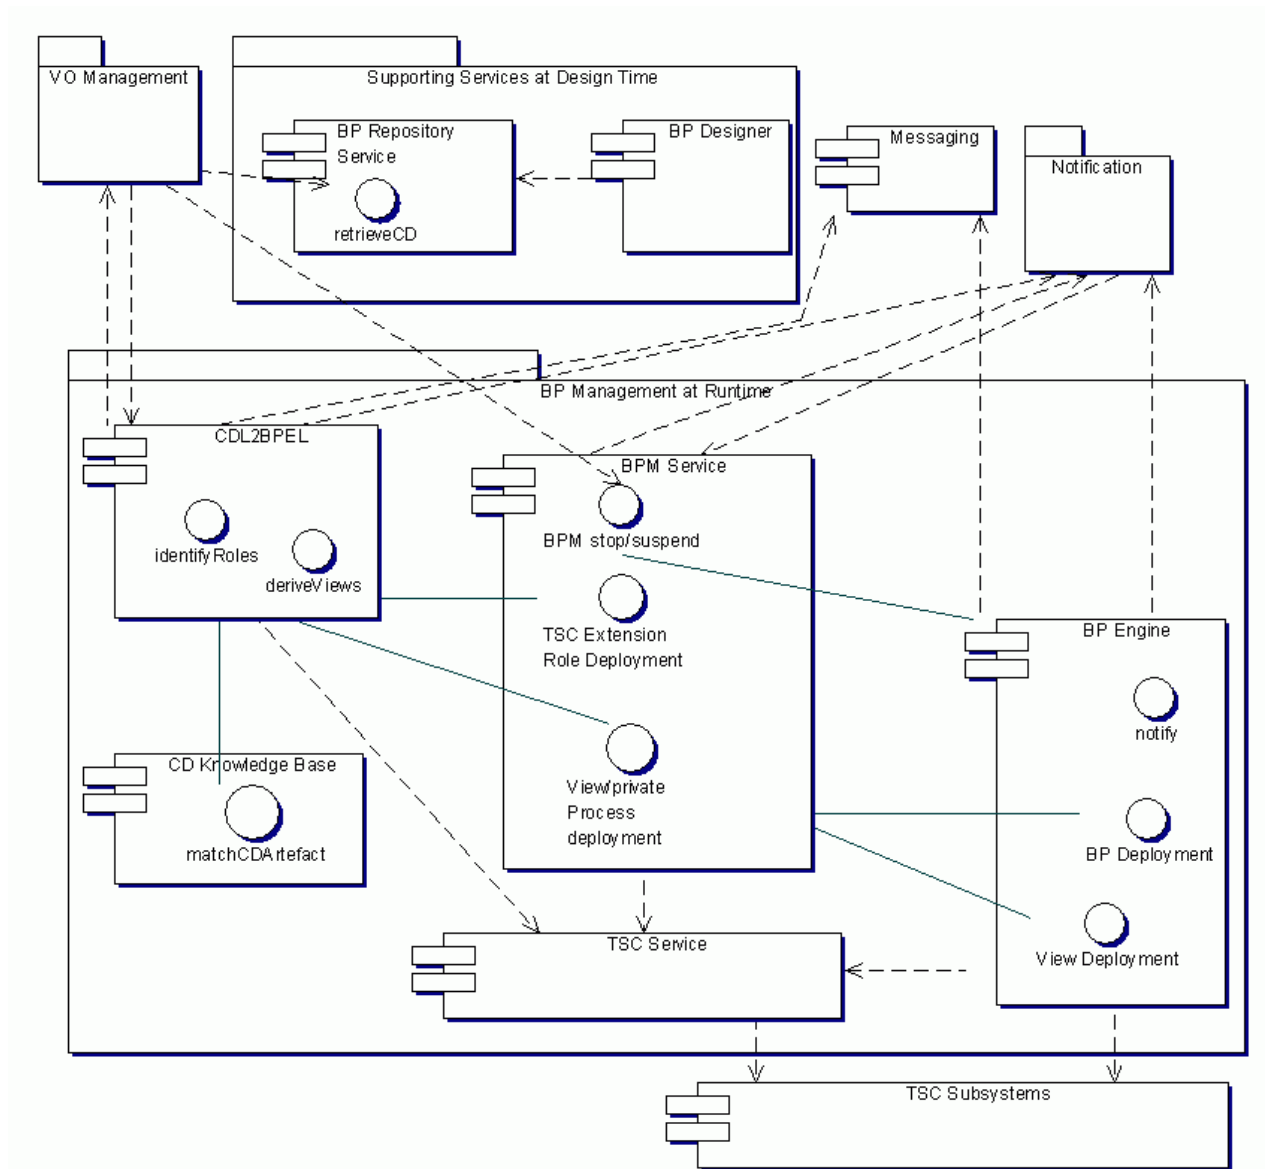 VO Management
Supporting Services at Design Time
BP Repository
Service
retrieveCD
BP Designer
Messaging
Notification
BP Management at Runtime
CDL2BPEL
identifyRoles
deriveViews
BPM Service
BPM stop/suspend
TSC Extension
Role Deployment
View/private
Process
deployment
BP Engine
notify
BP Deployment
View Deployment
CD Knowledge Base
matchCDArtefact
TSC Service
TSC Subsystems